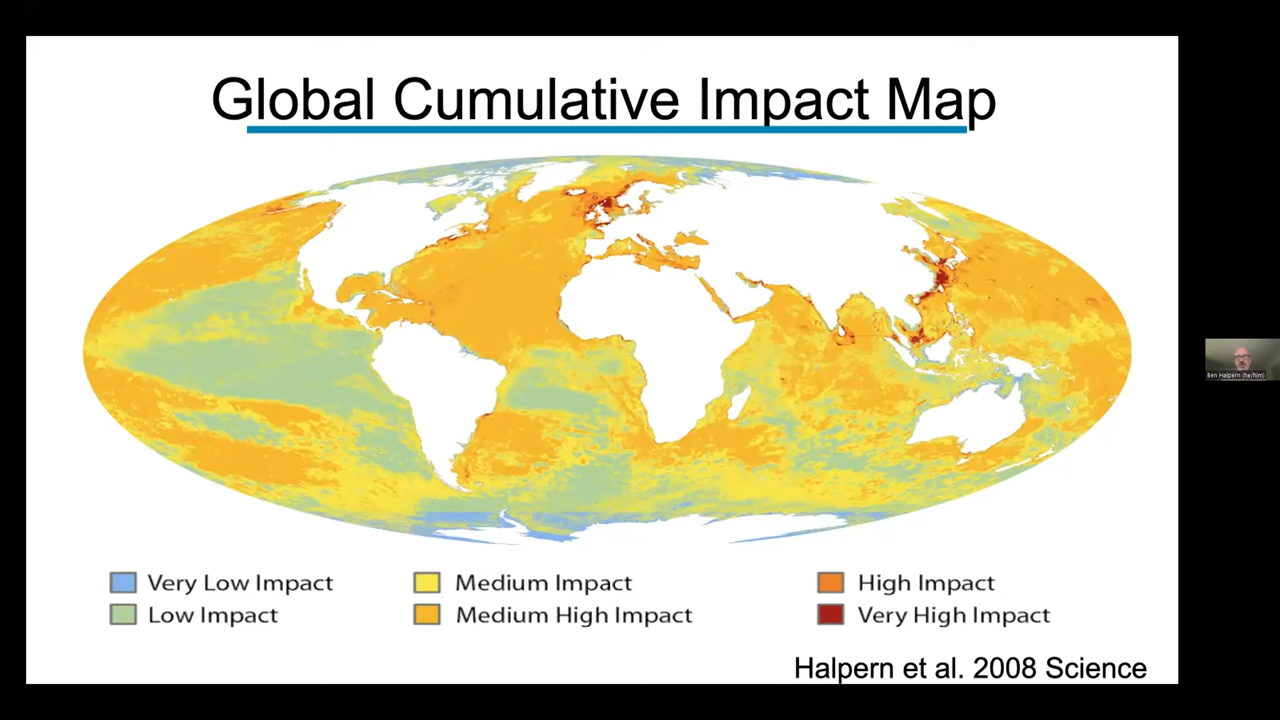 Global Cumulative Impact Map
Very Low Impact
Medium Impact
High Impact
Low Impact
Medium High Impact
Very High Impact
Halpern et al. 2008 Science
Ben Halpern (he/him)